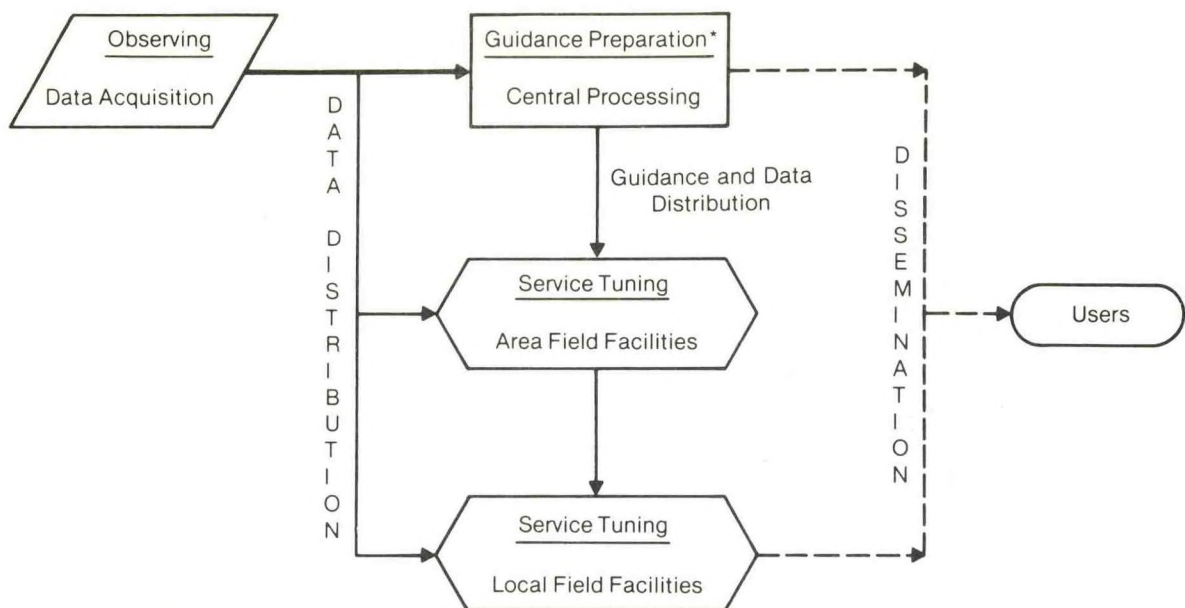 Observing
Data Acquisition
Guidance Preparation*
Central Processing
DATA DISTRIBUTION
Guidance and Data
Distribution
Service Tuning
Area Field Facilities
DISSEMINATION
Users
Service Tuning
Local Field Facilities